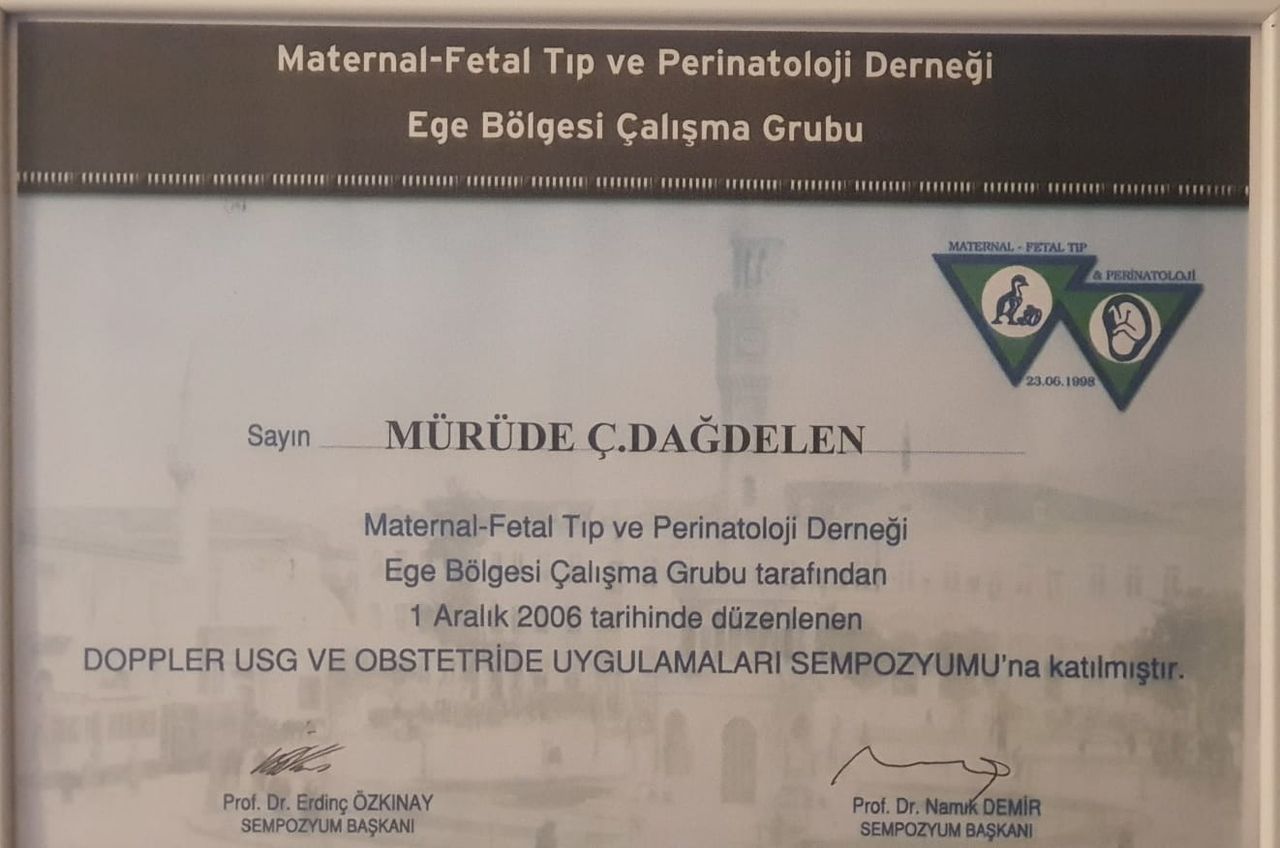 Maternal-Fetal Tıp ve Perinatoloji Derneği
Ege Bölgesi Çalışma Grubu
MATERNAL - FETAL TIP
& PERİNATOLOJİ
23.06.1998
Sayın MÜRÜDE Ç.DAĞDELEN
Maternal-Fetal Tıp ve Perinatoloji Derneği
Ege Bölgesi Çalışma Grubu tarafından
1 Aralık 2006 tarihinde düzenlenen
DOPPLER USG VE OBSTETRİDE UYGULAMALARI SEMPOZYUMU'na katılmıştır.
Prof. Dr. Erdinç ÖZKINAY
SEMPOZYUM BAŞKANI
Prof. Dr. Namık DEMİR
SEMPOZYUM BAŞKANI